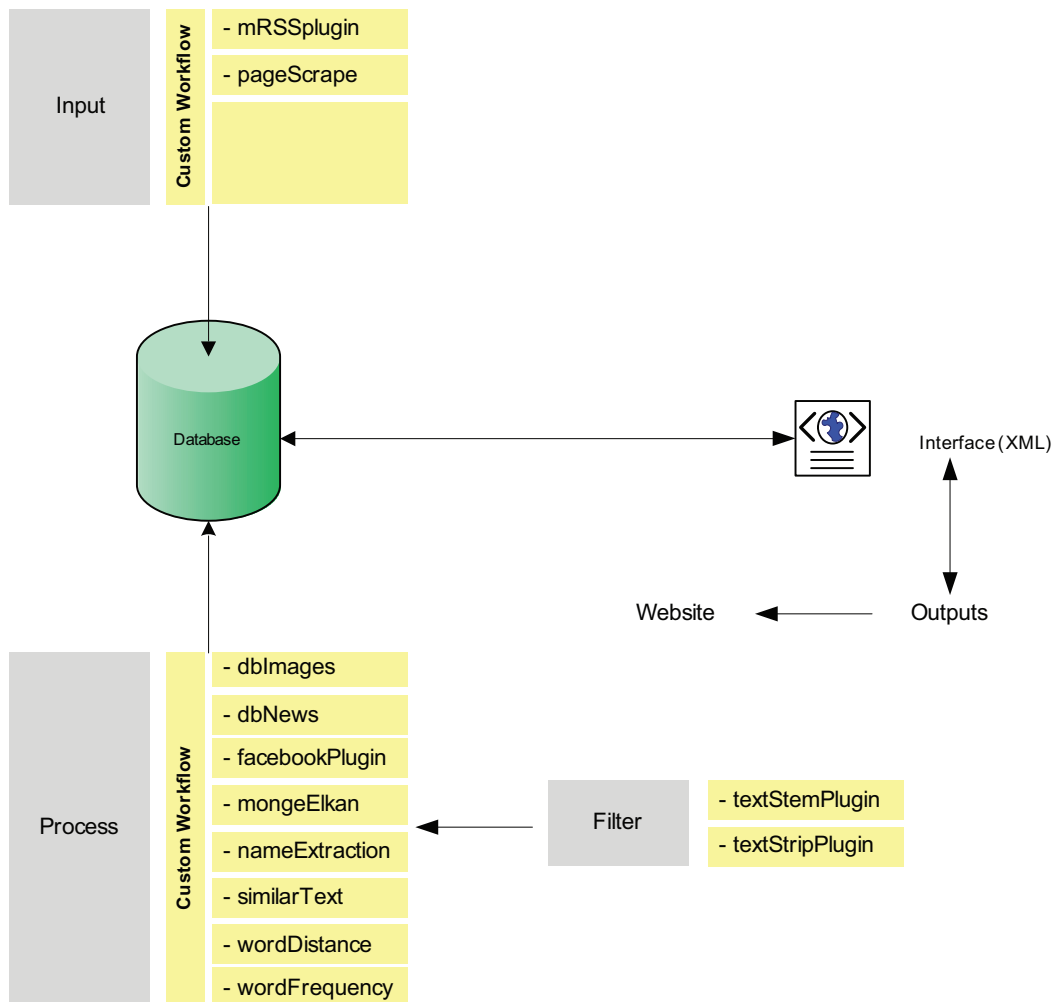 Input
Custom Workflow
- mRSSplugin
- pageScrape
Database
Interface (XML)
Website
Outputs
Process
Custom Workflow
- dbImages
- dbNews
- facebookPlugin
- mongeElkan
- nameExtraction
- similarText
- wordDistance
- wordFrequency
Filter
- textStemPlugin
- textStripPlugin